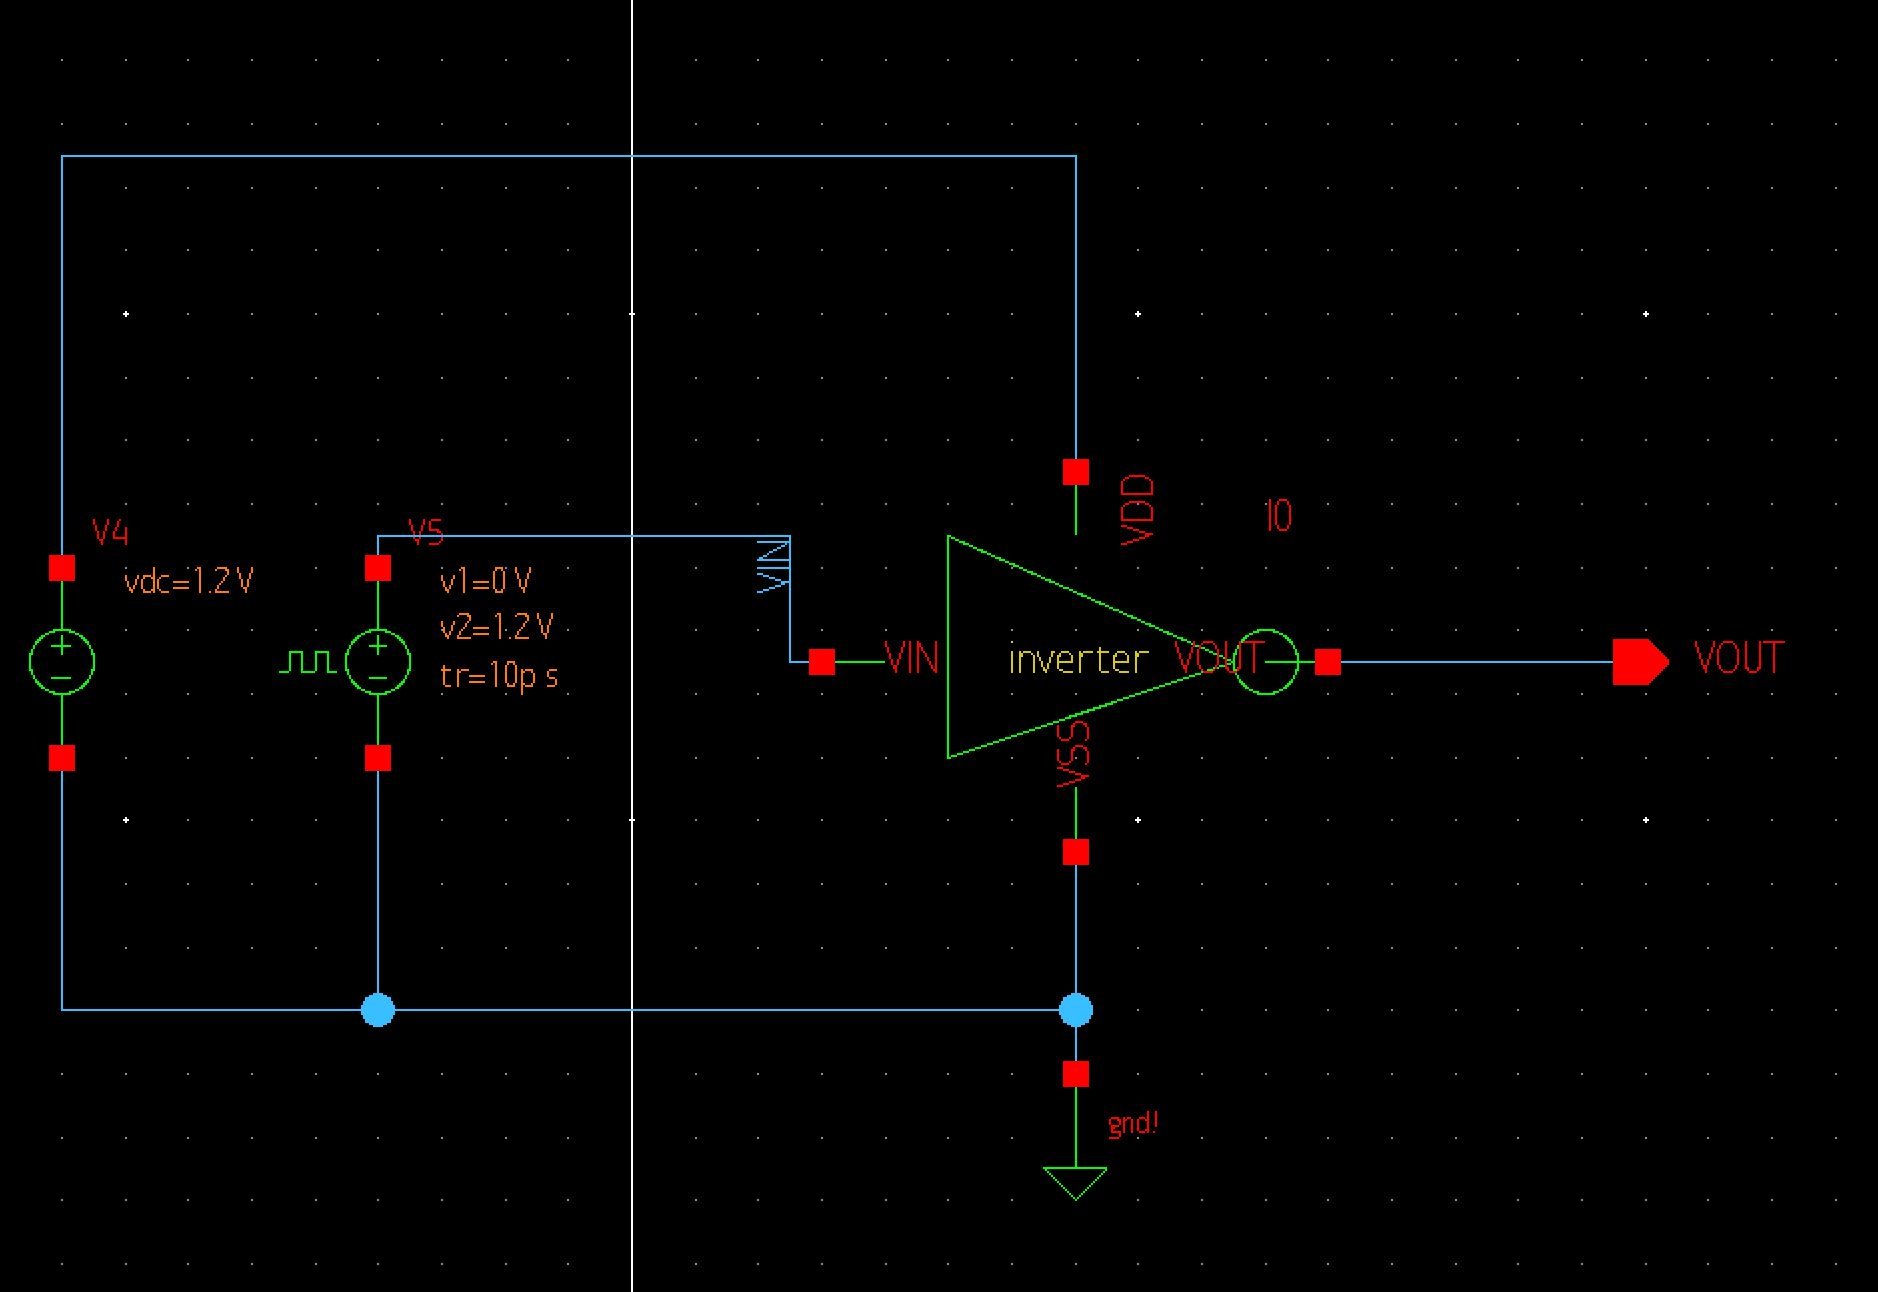 VDD
I0
V4
V5
vdc=1.2 V
v1=0 V
v2=1.2 V
tr=10p s
VIN
VIN
inverter
VOUT
VOUT
VSS
gnd!